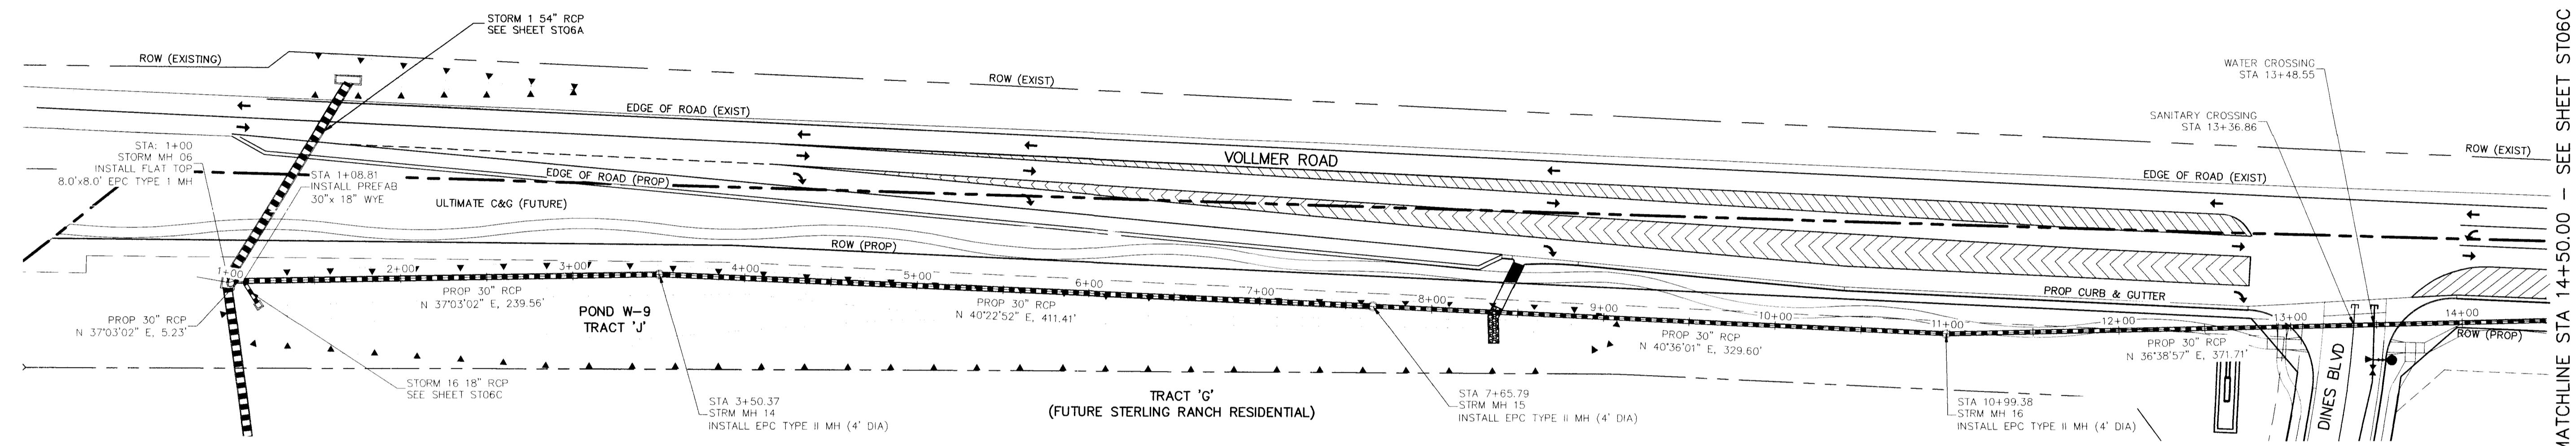 STORM 1 54" RCP
SEE SHEET ST06A
ROW (EXISTING)
ROW (EXIST)
EDGE OF ROAD (EXIST)
WATER CROSSING
STA 13+48.55
SANITARY CROSSING
STA 13+36.86
ROW (EXIST)
EDGE OF ROAD (EXIST)
VOLLMER ROAD
STA: 1+00
STORM MH 06
INSTALL FLAT TOP
8.0'x8.0' EPC TYPE 1 MH
STA 1+08.81
INSTALL PREFAB
30"x 18" WYE
EDGE OF ROAD (PROP)
ULTIMATE C&G (FUTURE)
ROW (PROP)
1+00
2+00
3+00
4+00
5+00
6+00
7+00
8+00
9+00
10+00
11+00
12+00
13+00
14+00
PROP CURB & GUTTER
ROW (PROP)
PROP 30" RCP
N 37°03'02" E, 5.23'
PROP 30" RCP
N 37°03'02" E, 239.56'
POND W-9
TRACT 'J'
PROP 30" RCP
N 40°22'52" E, 411.41'
PROP 30" RCP
N 40°36'01" E, 329.60'
PROP 30" RCP
N 36°38'57" E, 371.71'
DINES BLVD
STORM 16 18" RCP
SEE SHEET ST06C
STA 3+50.37
STRM MH 14
INSTALL EPC TYPE II MH (4' DIA)
TRACT 'G'
(FUTURE STERLING RANCH RESIDENTIAL)
STA 7+65.79
STRM MH 15
INSTALL EPC TYPE II MH (4' DIA)
STA 10+99.38
STRM MH 16
INSTALL EPC TYPE II MH (4' DIA)
MATCHLINE STA 14+50.00 - SEE SHEET ST06C